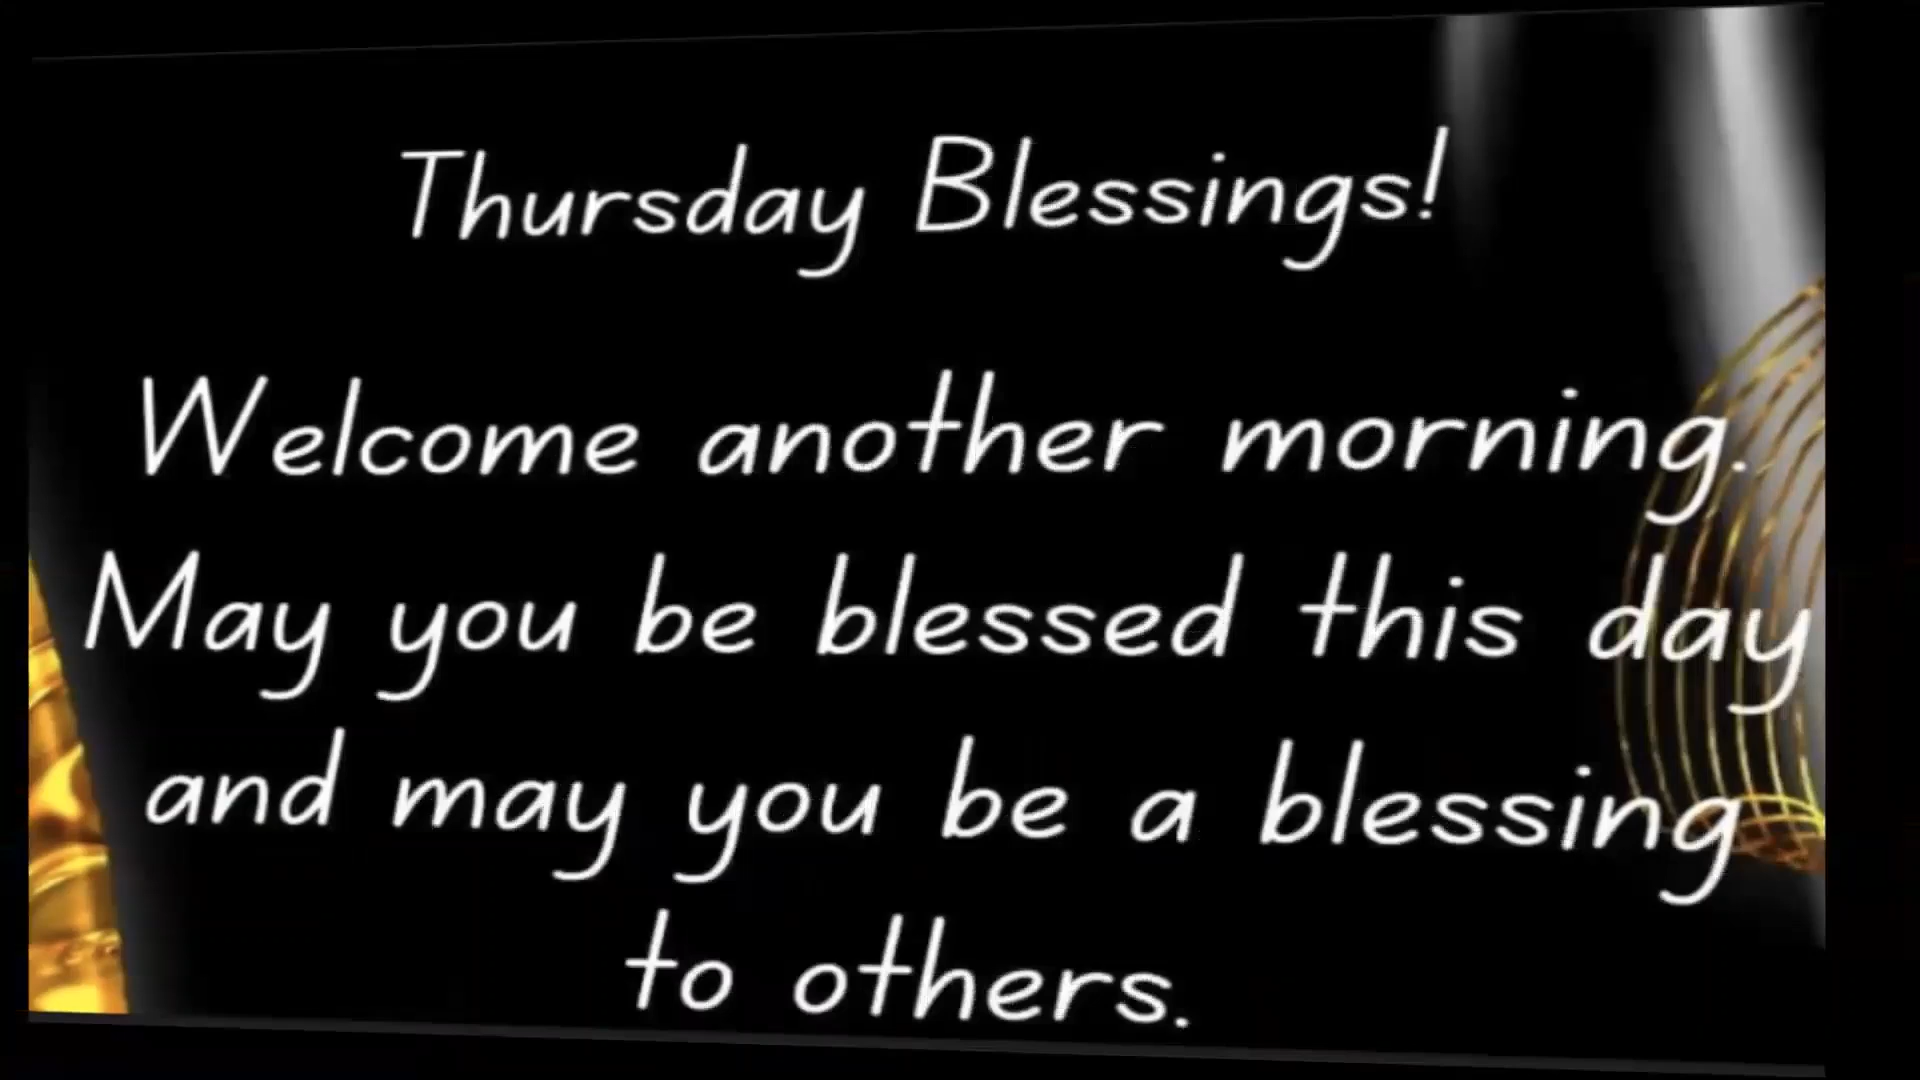 Thursday Blessings!
Welcome another morning.
May you be blessed this day
and may you be a blessing
to others.